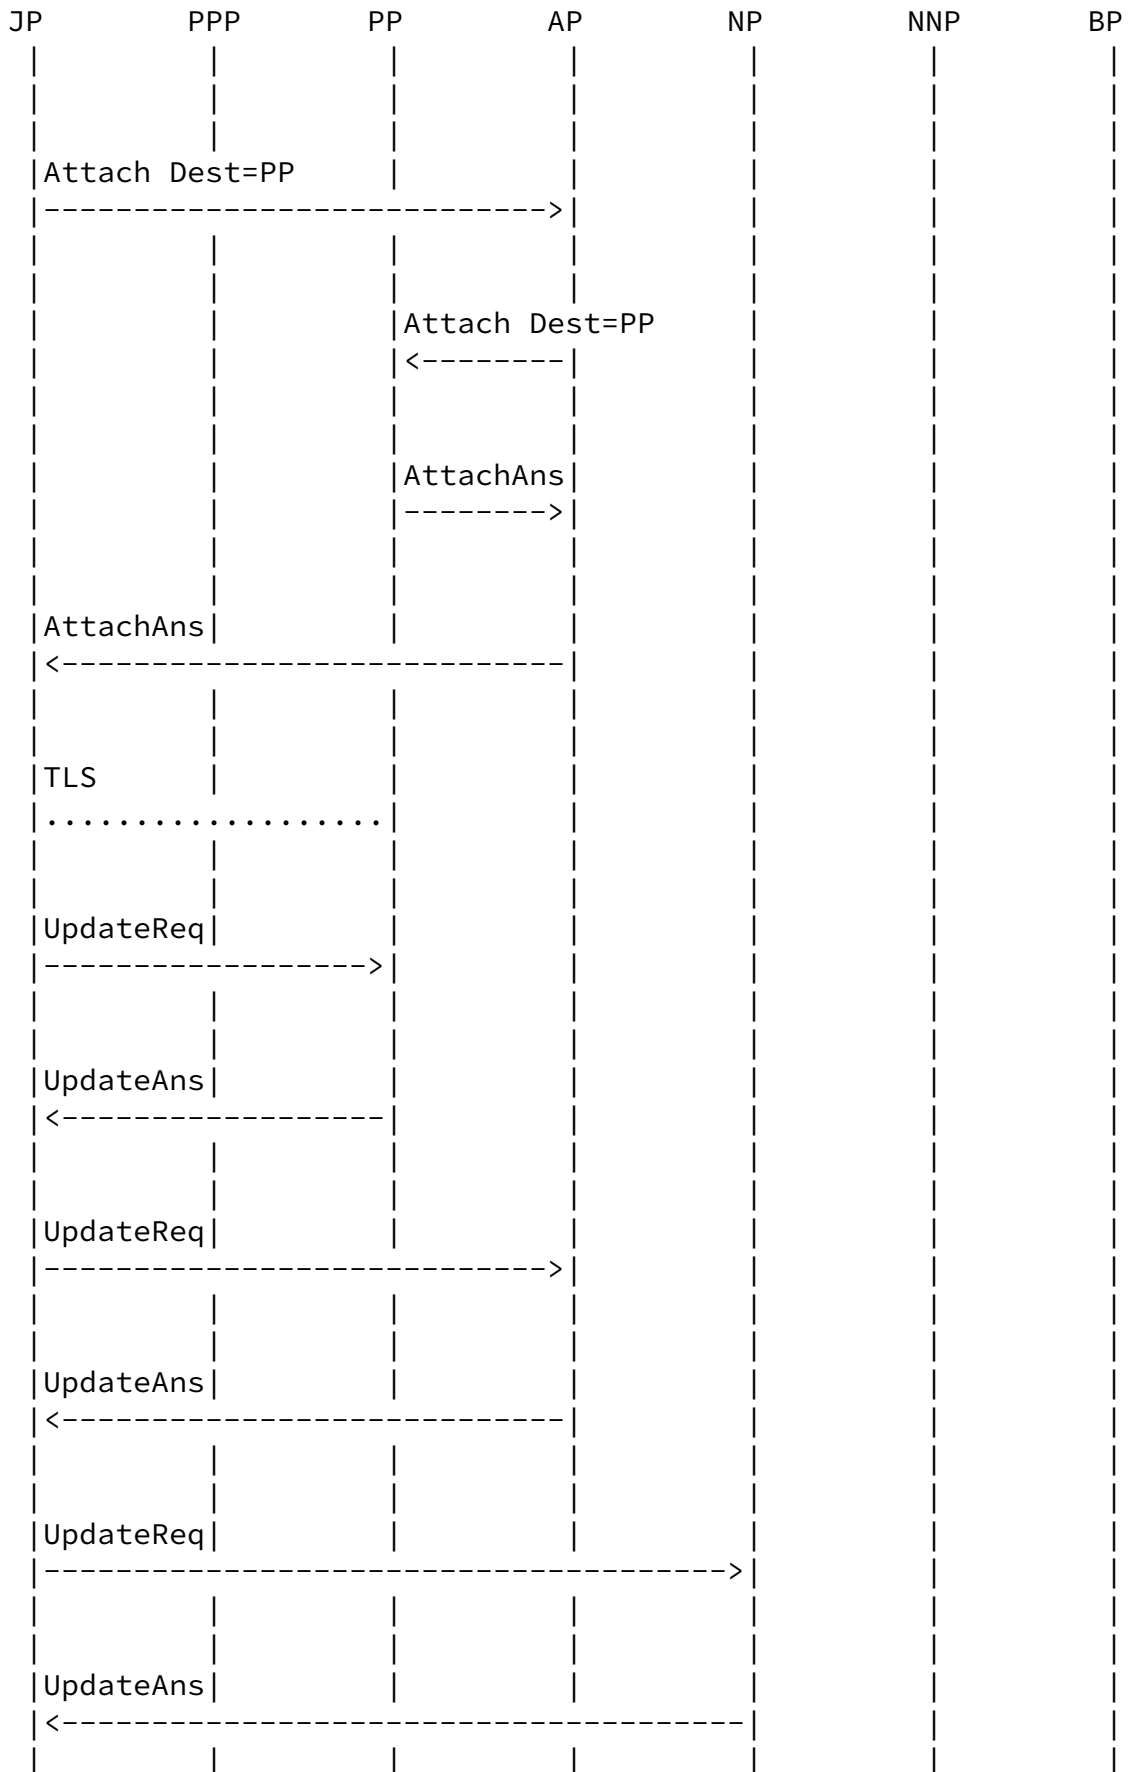 JP PPP PP AP NP NNP BP
Attach Dest=PP
Attach Dest=PP
AttachAns
AttachAns
TLS
UpdateReq
UpdateAns
UpdateReq
UpdateAns
UpdateReq
UpdateAns